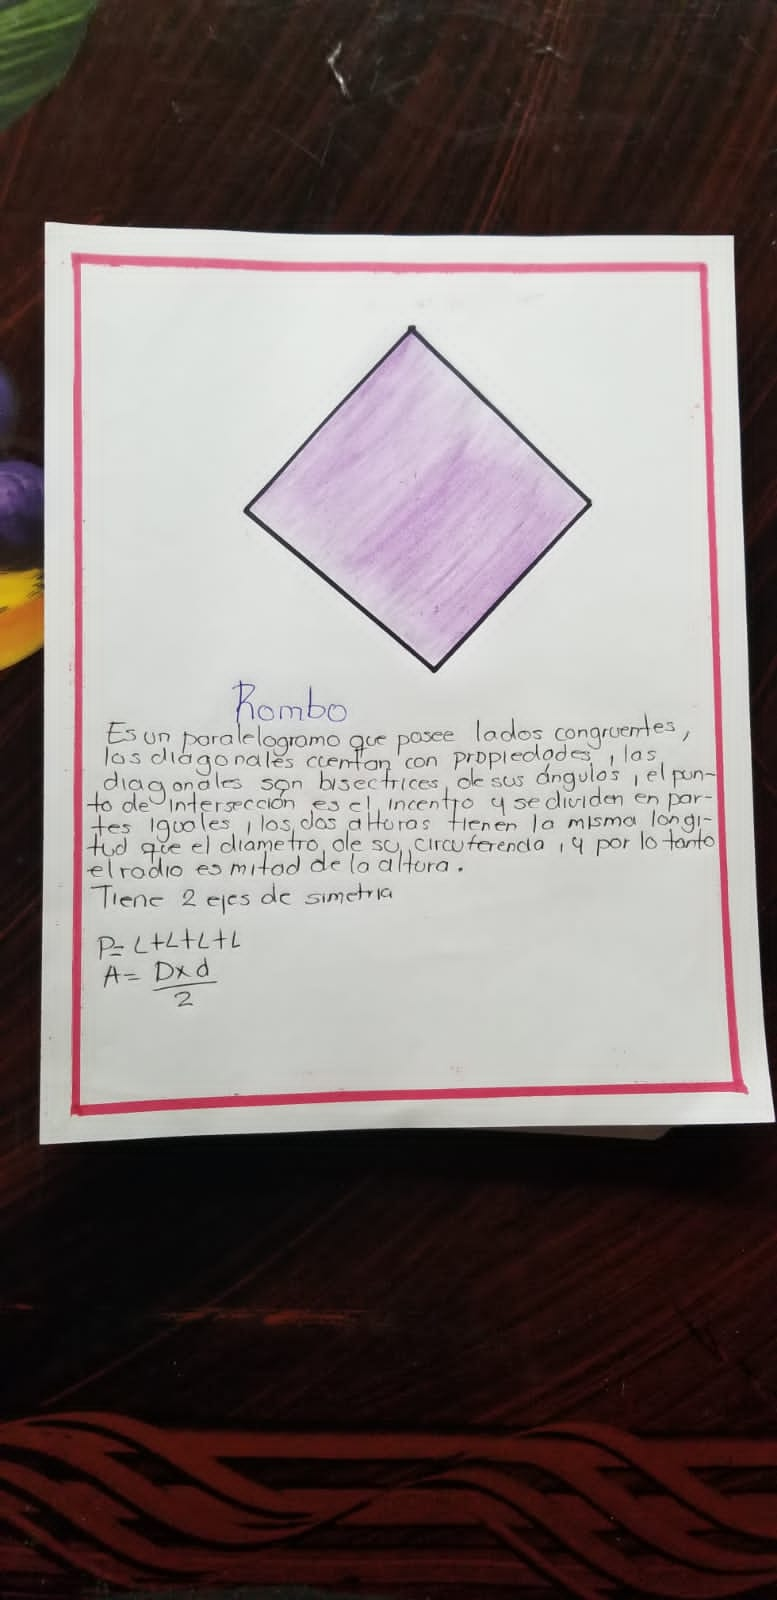 Rombo
Es un paralelogramo que posee lados congruentes,
las diagonales cuentan con propiedades, las
diagonales son bisectrices de sus ángulos, el pun-
to de intersección es el incentro y se dividen en par-
tes iguales, los dos alturas tienen la misma longi-
tud que el diametro de su circuferencia, y por lo tanto
el radio es mitad de la altura.
Tiene 2 ejes de simetria
P= L+L+L+L
A= Dxd
2